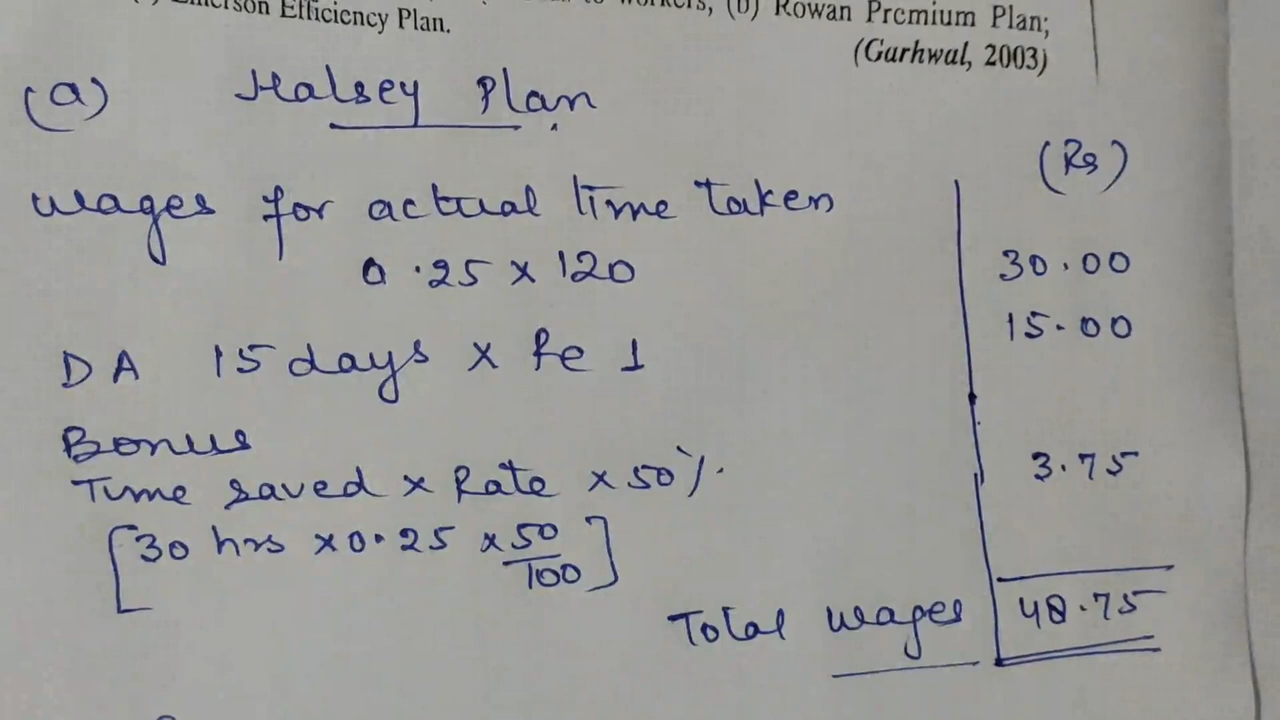 Emerson Efficiency Plan. workers, (b) Rowan Premium Plan;
(Garhwal, 2003)
(a) Halsey Plan
(Rs)
wages for actual time taken
0.25 x 120 30.00
15.00
DA 15 days x Re 1
Bonus
Time saved x Rate x 50% 3.75
[30 hrs x 0.25 x 50/100]
Total wages 48.75